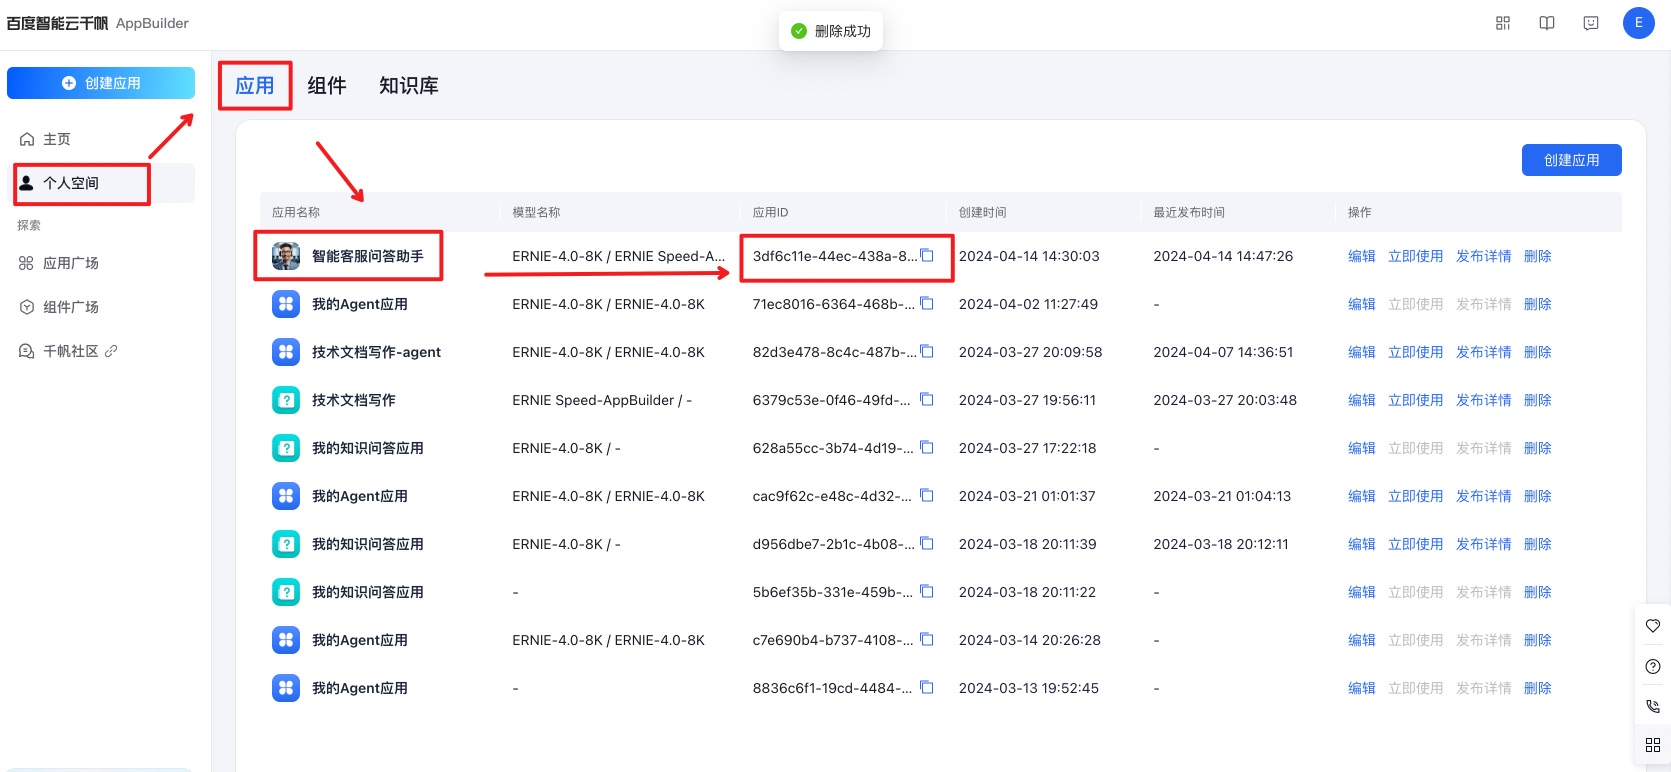 百度智能云千帆 AppBuilder
删除成功
E
创建应用
主页
个人空间
探索
应用广场
组件广场
千帆社区
应用 组件 知识库
创建应用
应用名称 模型名称 应用ID 创建时间 最近发布时间 操作
智能客服问答助手 ERNIE-4.0-8K / ERNIE Speed-A... 3df6c11e-44ec-438a-8... 2024-04-14 14:30:03 2024-04-14 14:47:26 编辑 立即使用 发布详情 删除
我的Agent应用 ERNIE-4.0-8K / ERNIE-4.0-8K 71ec8016-6364-468b-... 2024-04-02 11:27:49 - 编辑 立即使用 发布详情 删除
技术文档写作-agent ERNIE-4.0-8K / ERNIE-4.0-8K 82d3e478-8c4c-487b-... 2024-03-27 20:09:58 2024-04-07 14:36:51 编辑 立即使用 发布详情 删除
技术文档写作 ERNIE Speed-AppBuilder / - 6379c53e-0f46-49fd-... 2024-03-27 19:56:11 2024-03-27 20:03:48 编辑 立即使用 发布详情 删除
我的知识问答应用 ERNIE-4.0-8K / - 628a55cc-3b74-4d19-... 2024-03-27 17:22:18 - 编辑 立即使用 发布详情 删除
我的Agent应用 ERNIE-4.0-8K / ERNIE-4.0-8K cac9f62c-e48c-4d32-... 2024-03-21 01:01:37 2024-03-21 01:04:13 编辑 立即使用 发布详情 删除
我的知识问答应用 ERNIE-4.0-8K / - d956dbe7-2b1c-4b08-... 2024-03-18 20:11:39 2024-03-18 20:12:11 编辑 立即使用 发布详情 删除
我的知识问答应用 - 5b6ef35b-331e-459b-... 2024-03-18 20:11:22 - 编辑 立即使用 发布详情 删除
我的Agent应用 ERNIE-4.0-8K / ERNIE-4.0-8K c7e690b4-b737-4108-... 2024-03-14 20:26:28 - 编辑 立即使用 发布详情 删除
我的Agent应用 - 8836c6f1-19cd-4484-... 2024-03-13 19:52:45 - 编辑 立即使用 发布详情 删除